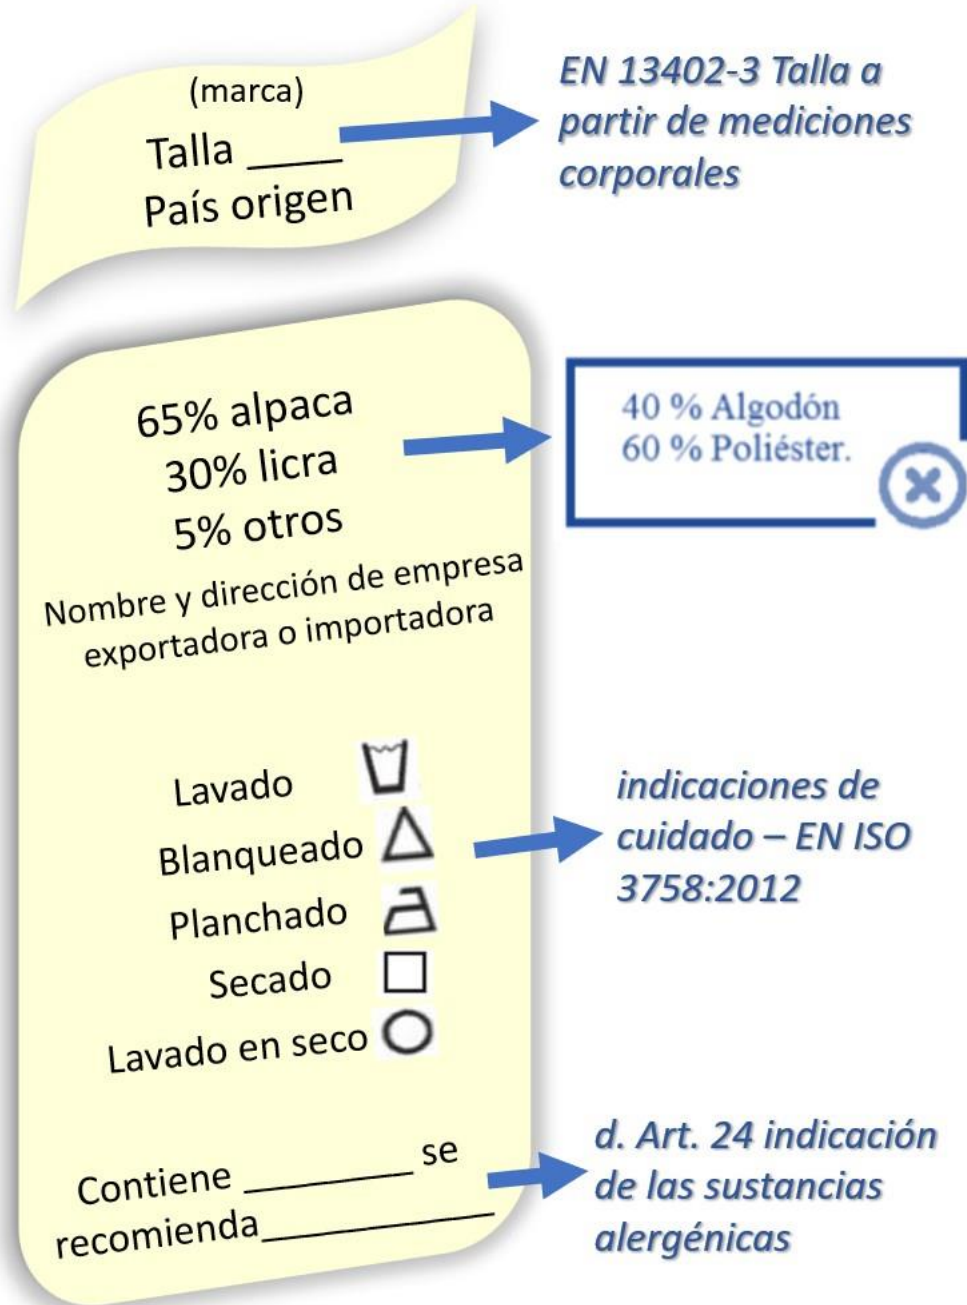 (marca)
Talla ____
País origen
EN 13402-3 Talla a
partir de mediciones
corporales
65% alpaca
30% licra
5% otros
40 % Algodón
60 % Poliéster.
Nombre y dirección de empresa
exportadora o importadora
Lavado
Blanqueado
Planchado
Secado
Lavado en seco
indicaciones de
cuidado – EN ISO
3758:2012
Contiene _________ se
recomienda____________
d. Art. 24 indicación
de las sustancias
alergénicas